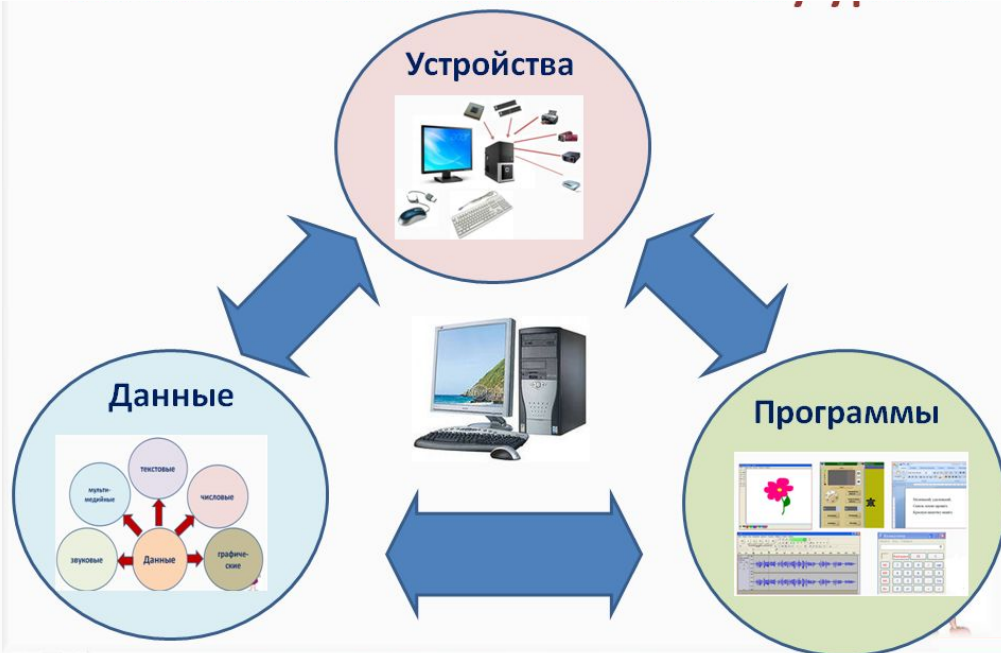 Устройства
Данные
текстовые
мульти-
медийные
числовые
звуковые
Данные
графиче-
ские
Программы